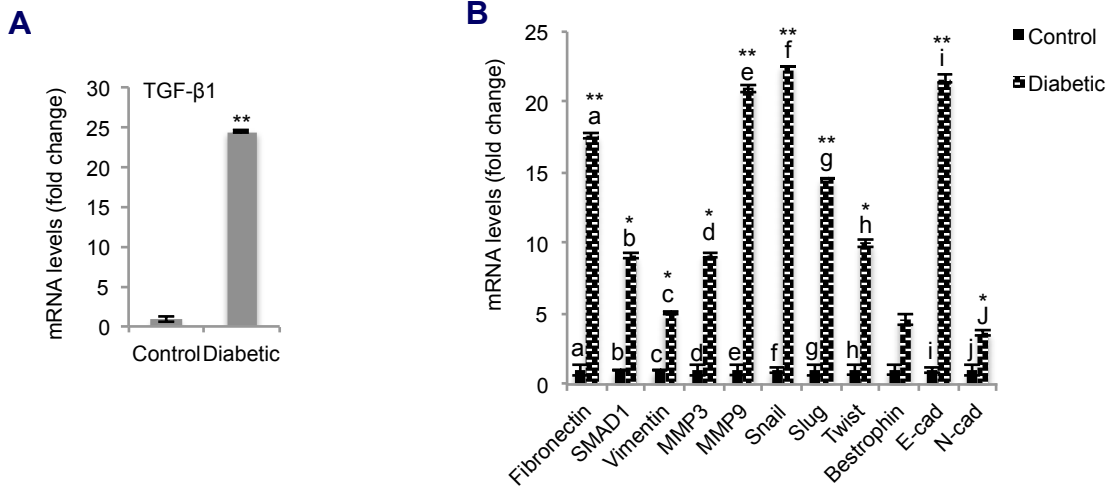 A
mRNA levels (fold change)
TGF-β1
30
25
20
15
10
5
0
**
Control Diabetic
B
mRNA levels (fold change)
25
20
15
10
5
0
** ** ** ** **
* * * * *
a b c d e f g h i J
a b c d e f g h i j
Fibronectin
SMAD1
Vimentin
MMP3
MMP9
Snail
Slug
Twist
Bestrophin
E-cad
N-cad
Control
Diabetic